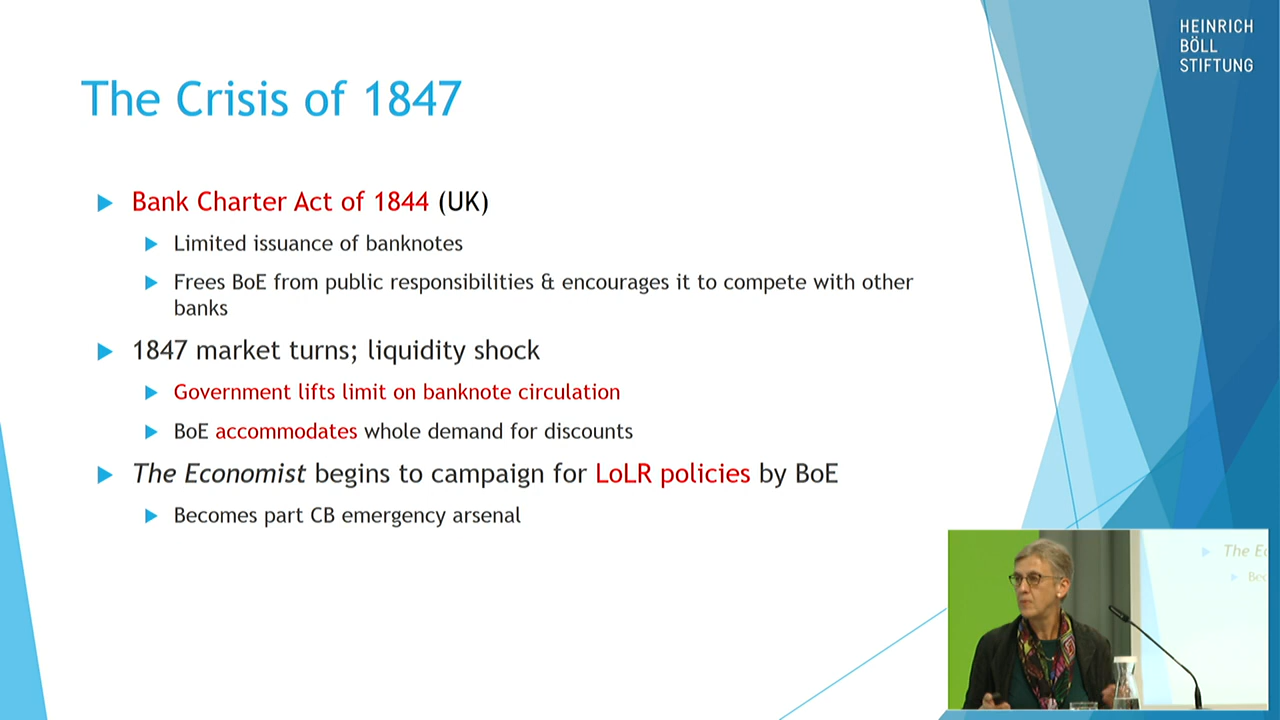 HEINRICH
BÖLL
STIFTUNG
The Crisis of 1847
Bank Charter Act of 1844 (UK)
Limited issuance of banknotes
Frees BoE from public responsibilities & encourages it to compete with other
banks
1847 market turns; liquidity shock
Government lifts limit on banknote circulation
BoE accommodates whole demand for discounts
The Economist begins to campaign for LoLR policies by BoE
Becomes part CB emergency arsenal
The Ec
Bec